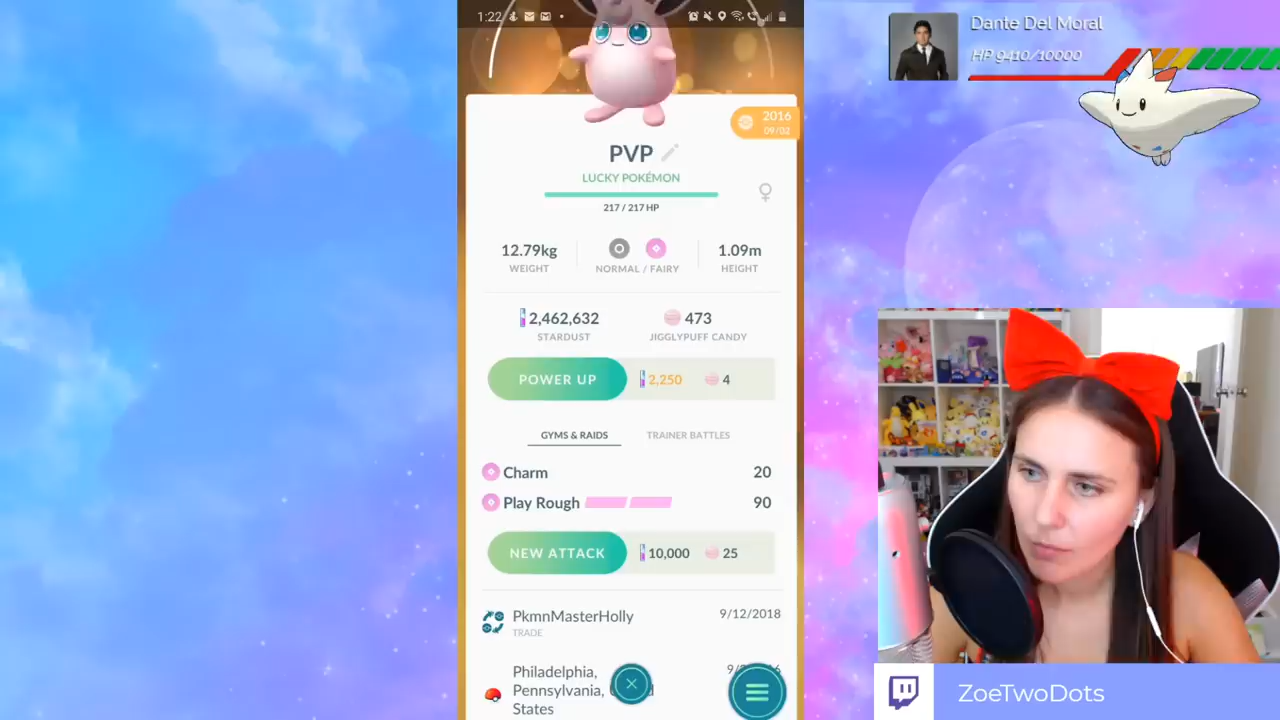 1:22
Dante Del Moral
HP 9410/10000
2016
09/03
PVP
LUCKY POKÉMON
217 / 217 HP
12.79kg
WEIGHT
NORMAL / FAIRY
1.09m
HEIGHT
2,462,632
STARDUST
473
JIGGLYPUFF CANDY
POWER UP
2,250
4
GYMS & RAIDS
TRAINER BATTLES
Charm
20
Play Rough
90
NEW ATTACK
10,000
25
PkmnMasterHolly
9/12/2018
TRADE
Philadelphia,
Pennsylvania,
States
ZoeTwoDots